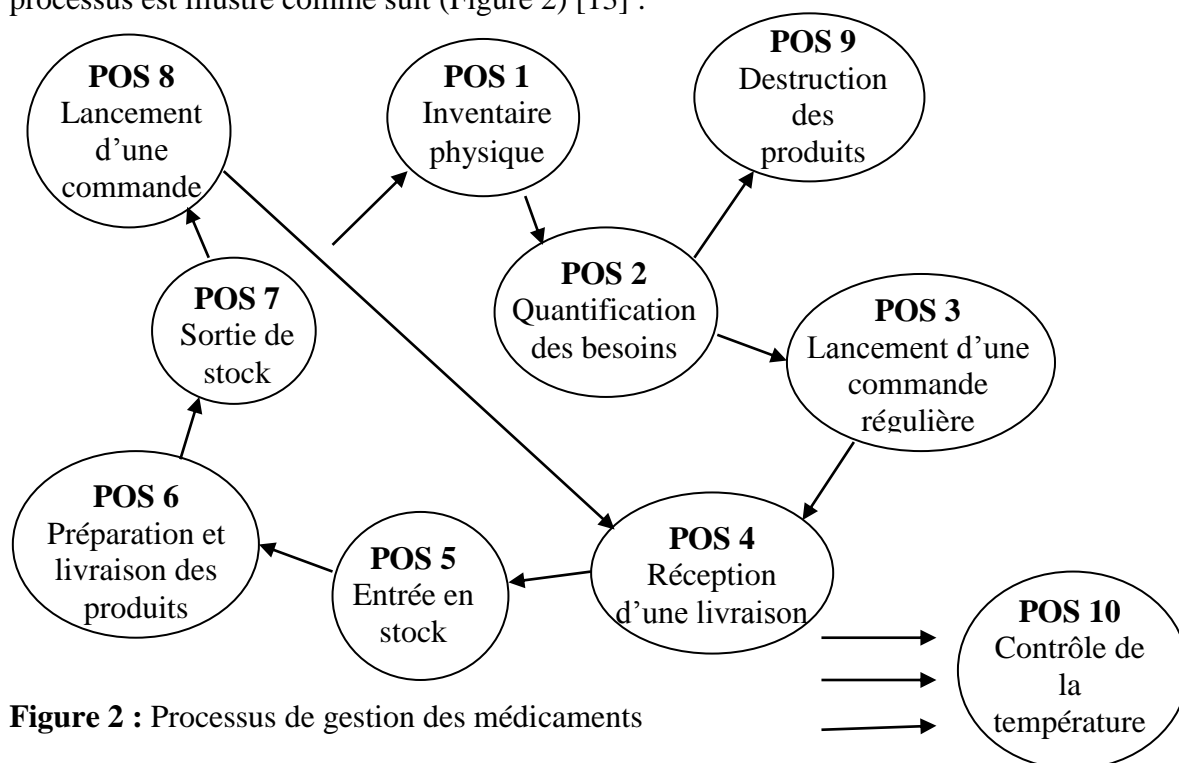 processus est illustré comme suit (Figure 2) [13] :
POS 8
Lancement
d’une
commande
POS 1
Inventaire
physique
POS 9
Destruction
des
produits
POS 2
Quantification
des besoins
POS 7
Sortie de
stock
POS 3
Lancement d’une
commande
régulière
POS 6
Préparation et
livraison des
produits
POS 5
Entrée en
stock
POS 4
Réception
d’une livraison
POS 10
Contrôle de
la
température
Figure 2 : Processus de gestion des médicaments